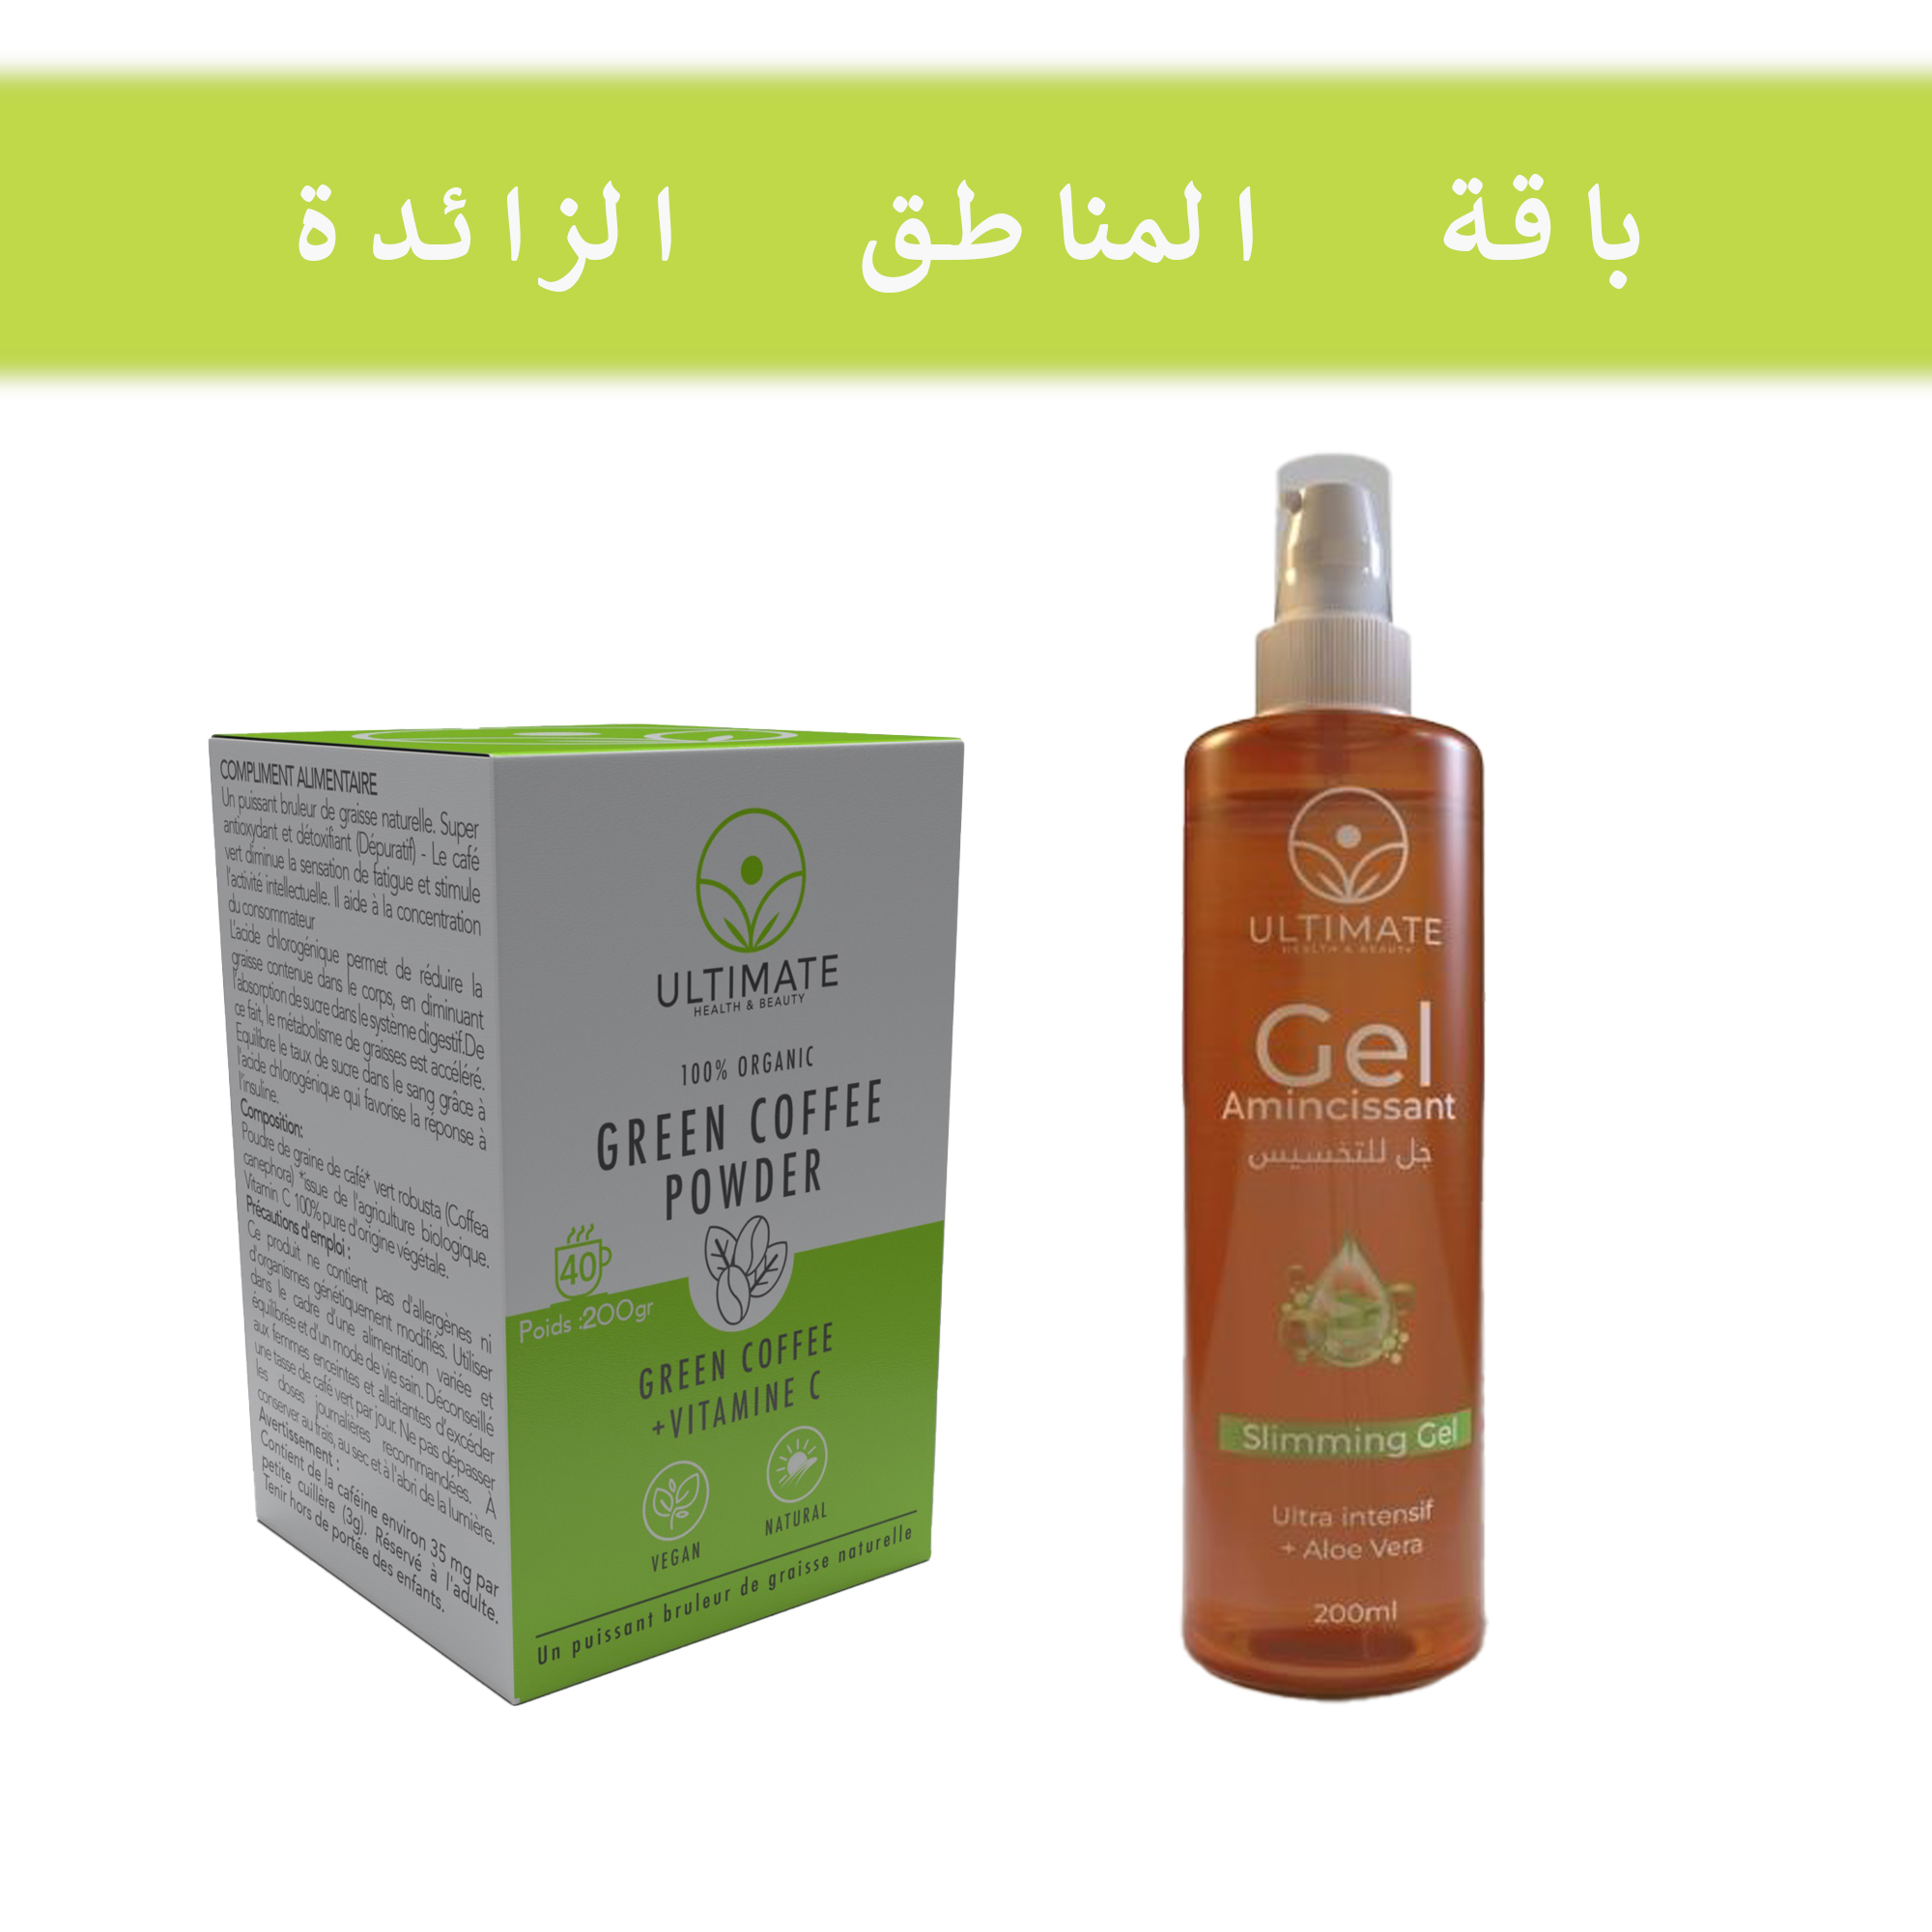 باقة المناطق الزائدة
COMPLIMENT ALIMENTAIRE
Un puissant bruleur de graisse naturelle. Super
antioxydant et détoxifiant (Dépuratif) - Le café
vert diminue la sensation de fatigue et stimule
l'activité intellectuelle. Il aide à la concentration
du consommateur
L'acide chlorogénique permet de réduire la
graisse contenue dans le corps, en diminuant
l'absorption de sucre dans le système digestif.De
ce fait, le métabolisme de graisses est accéléré.
Equilibre le taux de sucre dans le sang grâce à
l'acide chlorogénique qui favorise la réponse à
l'insuline.
Composition:
Poudre de graine de café* vert robusta (Coffea
canephora) *issue de l'agriculture biologique.
Vitamin C 100% pure d'origine végétale.
Précautions d'emploi :
Ce produit ne contient pas d'allergènes ni
d'organismes génétiquement modifiés. Utiliser
dans le cadre d'une alimentation variée et
équilibrée et d'un mode de vie sain. Déconseillé
aux femmes enceintes et allaitantes d'excéder
une tasse de café vert par jour. Ne pas dépasser
les doses journalières recommandées. A
conserver au frais, au sec et à l'abri de la lumière.
Avertissement :
Contient de la caféine environ 35 mg par
petite cuillère (3g). Réservé à l'adulte.
Tenir hors de portée des enfants.
ULTIMATE
HEALTH & BEAUTY
100% ORGANIC
GREEN COFFEE
POWDER
40
Poids :200gr
GREEN COFFEE
+VITAMINE C
VEGAN
NATURAL
Un puissant bruleur de graisse naturelle
ULTIMATE
HEALTH & BEAUTY
Gel
Amincissant
جل للتخسيس
Slimming Gel
Ultra intensif
+ Aloe Vera
200ml